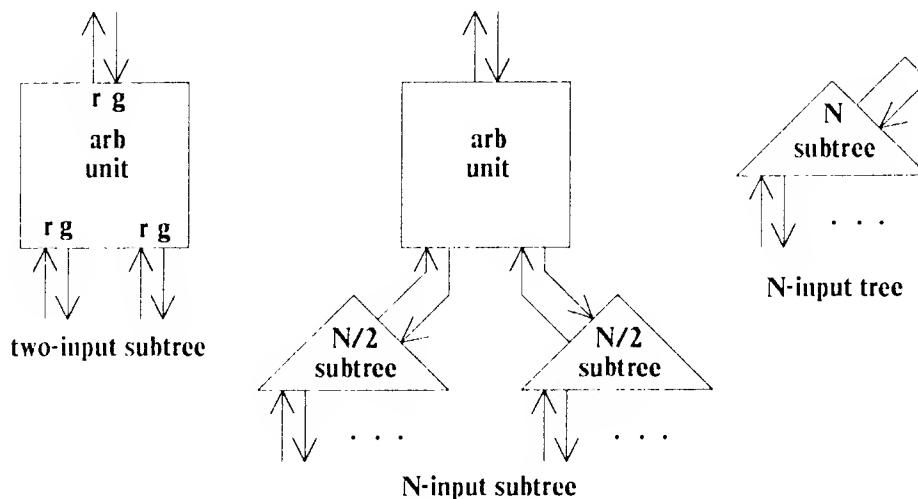 r g
arb
unit
r g
r g
two-input subtree
arb
unit
N/2
subtree
N/2
subtree
. . .
. . .
N-input subtree
N
subtree
. . .
N-input tree